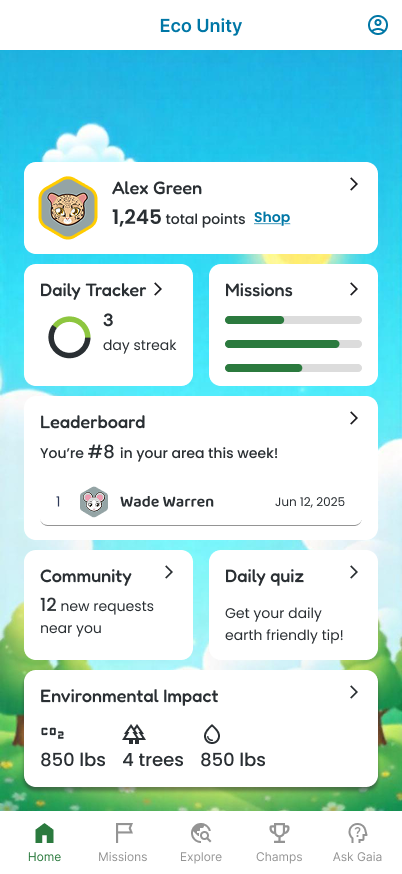 Eco Unity
Alex Green
1,245 total points Shop
Daily Tracker
3
day streak
Missions
Leaderboard
You're #8 in your area this week!
1 Wade Warren Jun 12, 2025
Community
12 new requests
near you
Daily quiz
Get your daily
earth friendly tip!
Environmental Impact
CO2
850 lbs 4 trees 850 lbs
Home Missions Explore Champs Ask Gaia